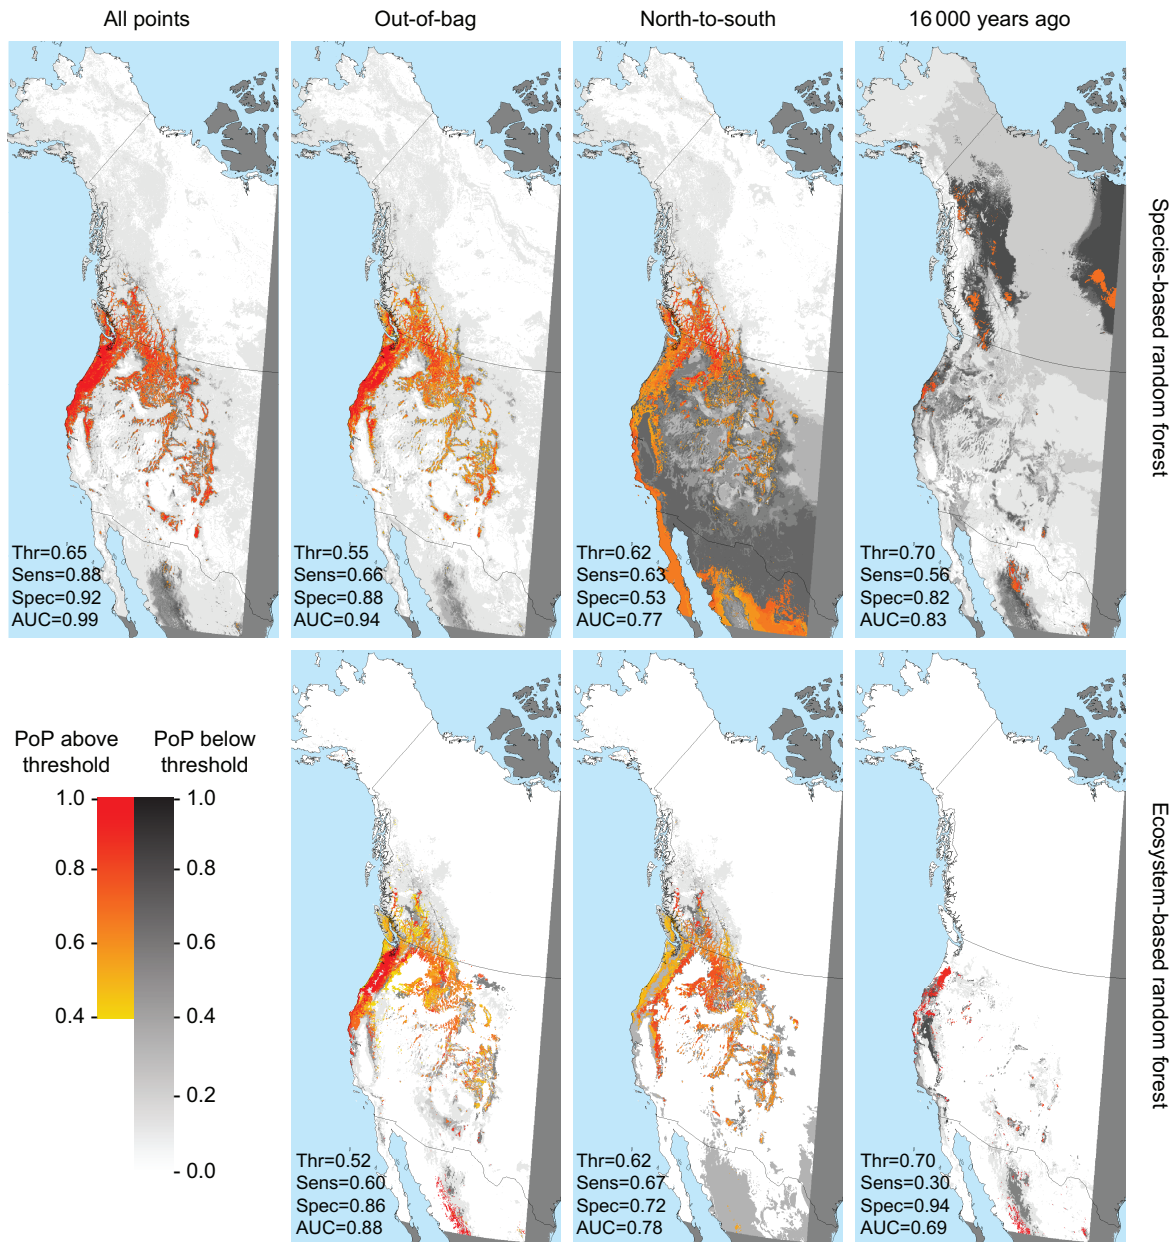 All points
Out-of-bag
North-to-south
16 000 years ago
Thr=0.65
Sens=0.88
Spec=0.92
AUC=0.99
Thr=0.55
Sens=0.66
Spec=0.88
AUC=0.94
Thr=0.62
Sens=0.63
Spec=0.53
AUC=0.77
Thr=0.70
Sens=0.56
Spec=0.82
AUC=0.83
Species-based random forest
PoP above
threshold
PoP below
threshold
1.0
0.8
0.6
0.4
1.0
0.8
0.6
0.4
0.2
0.0
Thr=0.52
Sens=0.60
Spec=0.86
AUC=0.88
Thr=0.62
Sens=0.67
Spec=0.72
AUC=0.78
Thr=0.70
Sens=0.30
Spec=0.94
AUC=0.69
Ecosystem-based random forest